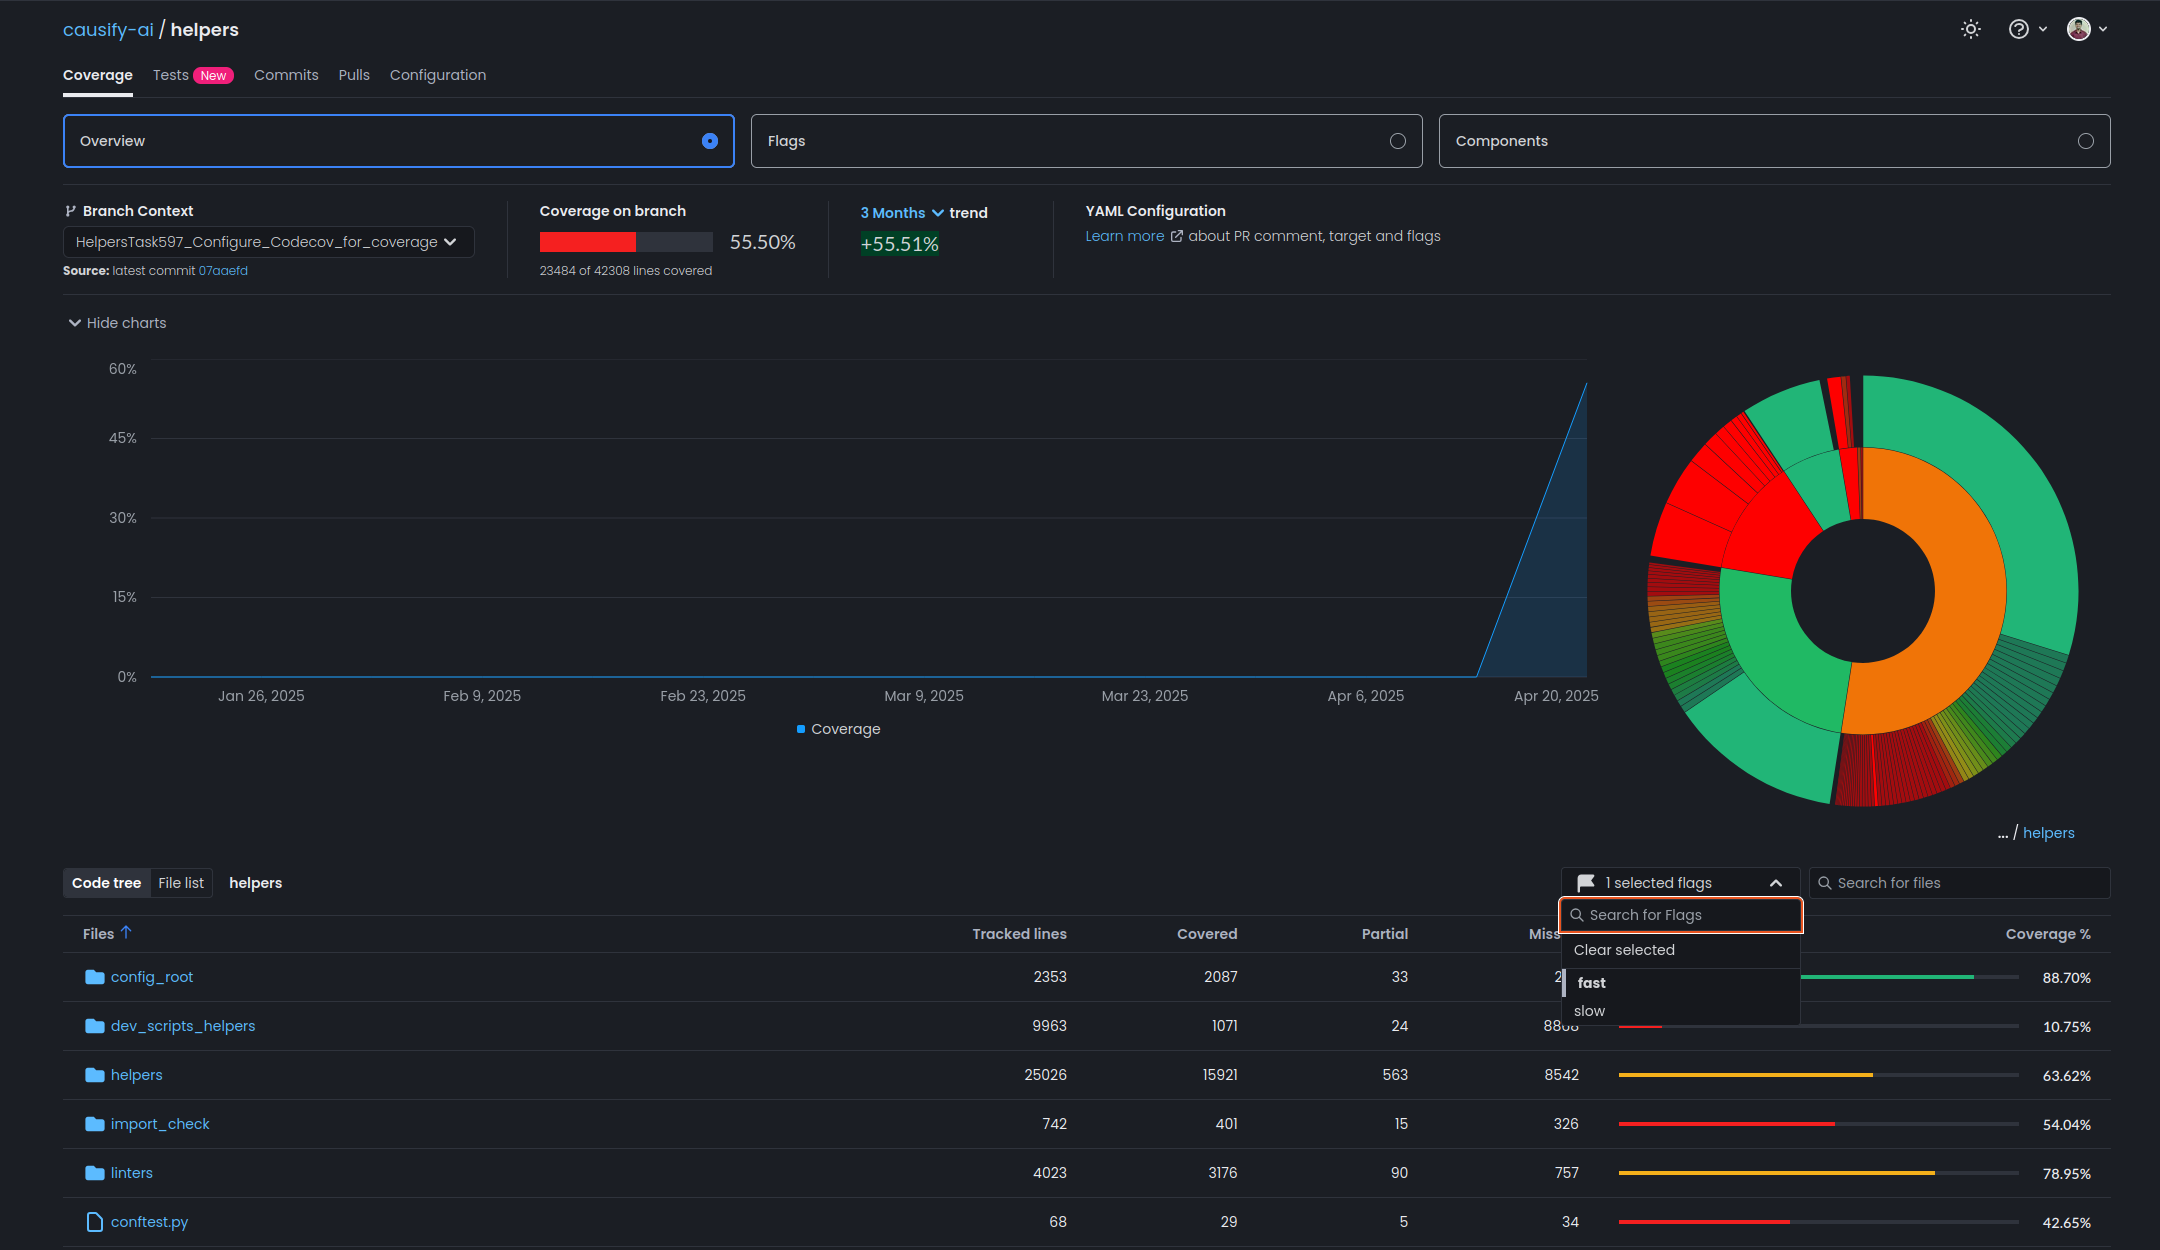 causify-ai / helpers
Coverage Tests New Commits Pulls Configuration
Overview
Flags
Components
Branch Context
HelpersTask597_Configure_Codecov_for_coverage
Source: latest commit 07aaefd
Coverage on branch
55.50%
23484 of 42308 lines covered
3 Months trend
+55.51%
YAML Configuration
Learn more about PR comment, target and flags
Hide charts
60%
45%
30%
15%
0%
Jan 26, 2025 Feb 9, 2025 Feb 23, 2025 Mar 9, 2025 Mar 23, 2025 Apr 6, 2025 Apr 20, 2025
Coverage
... / helpers
Code tree File list helpers
1 selected flags
Search for files
Search for Flags
Clear selected
fast
slow
Files Tracked lines Covered Partial Miss Coverage %
config_root 2353 2087 33 2 88.70%
dev_scripts_helpers 9963 1071 24 8868 10.75%
helpers 25026 15921 563 8542 63.62%
import_check 742 401 15 326 54.04%
linters 4023 3176 90 757 78.95%
conftest.py 68 29 5 34 42.65%